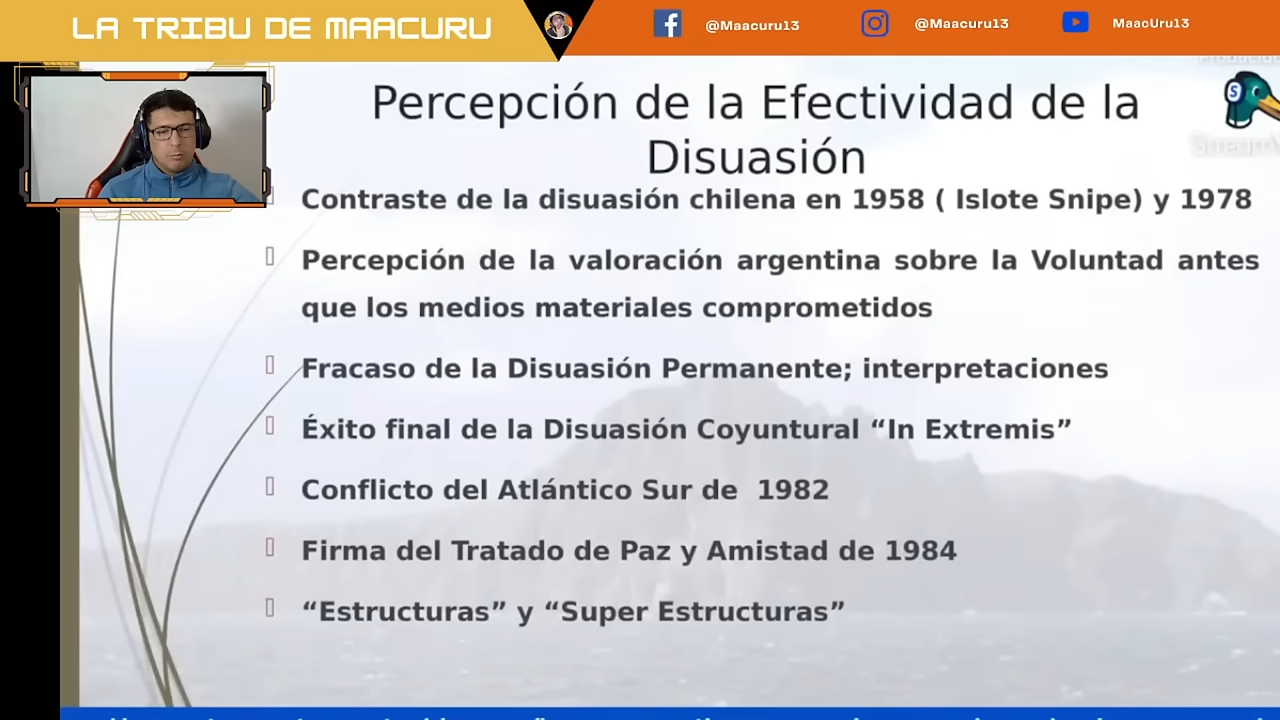 LA TRIBU DE MAACURU
@Maacuru13
@Maacuru13
MaacUru13
Percepción de la Efectividad de la
Disuasión
Contraste de la disuasión chilena en 1958 ( Islote Snipe) y 1978
Percepción de la valoración argentina sobre la Voluntad antes
que los medios materiales comprometidos
Fracaso de la Disuasión Permanente; interpretaciones
Éxito final de la Disuasión Coyuntural “In Extremis”
Conflicto del Atlántico Sur de 1982
Firma del Tratado de Paz y Amistad de 1984
“Estructuras” y “Super Estructuras”